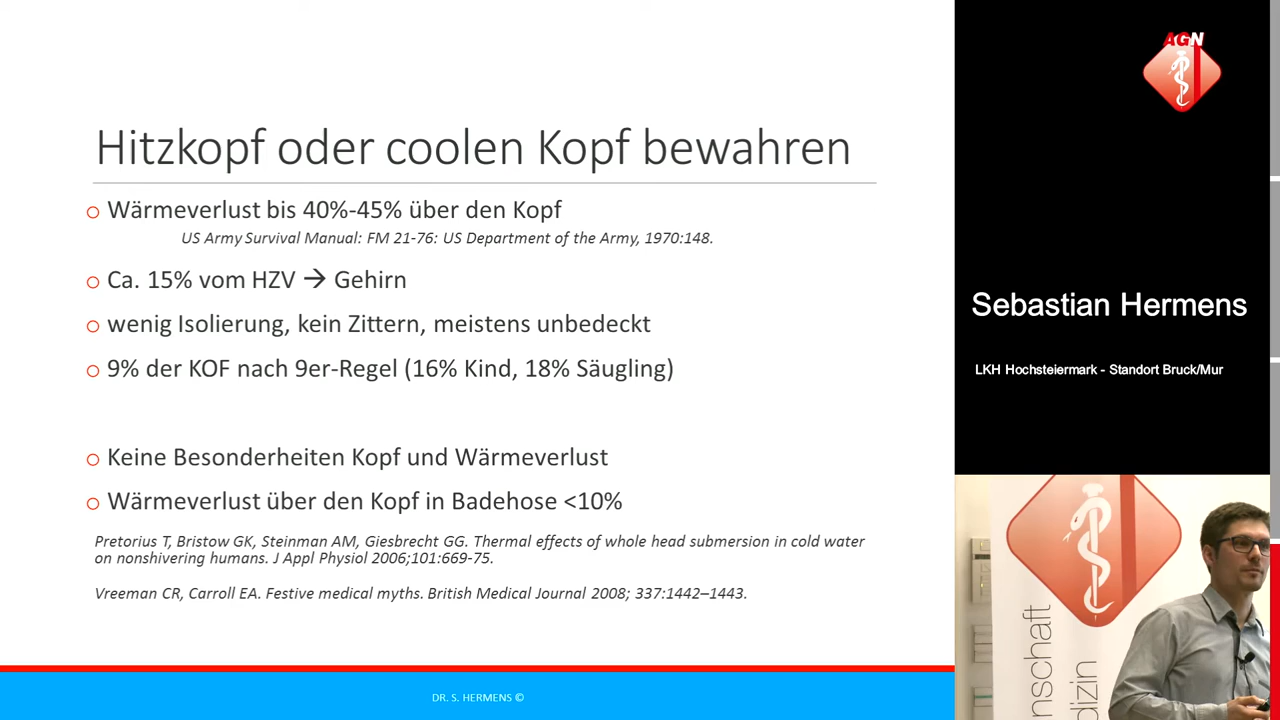 Hitzkopf oder coolen Kopf bewahren
Wärmeverlust bis 40%-45% über den Kopf
US Army Survival Manual: FM 21-76: US Department of the Army, 1970:148.
Ca. 15% vom HZV → Gehirn
wenig Isolierung, kein Zittern, meistens unbedeckt
9% der KOF nach 9er-Regel (16% Kind, 18% Säugling)
Keine Besonderheiten Kopf und Wärmeverlust
Wärmeverlust über den Kopf in Badehose <10%
Pretorius T, Bristow GK, Steinman AM, Giesbrecht GG. Thermal effects of whole head submersion in cold water
on nonshivering humans. J Appl Physiol 2006;101:669-75.
Vreeman CR, Carroll EA. Festive medical myths. British Medical Journal 2008; 337:1442–1443.
DR. S. HERMENS ©
AGN
Sebastian Hermens
LKH Hochsteiermark - Standort Bruck/Mur
nschaft
dizin